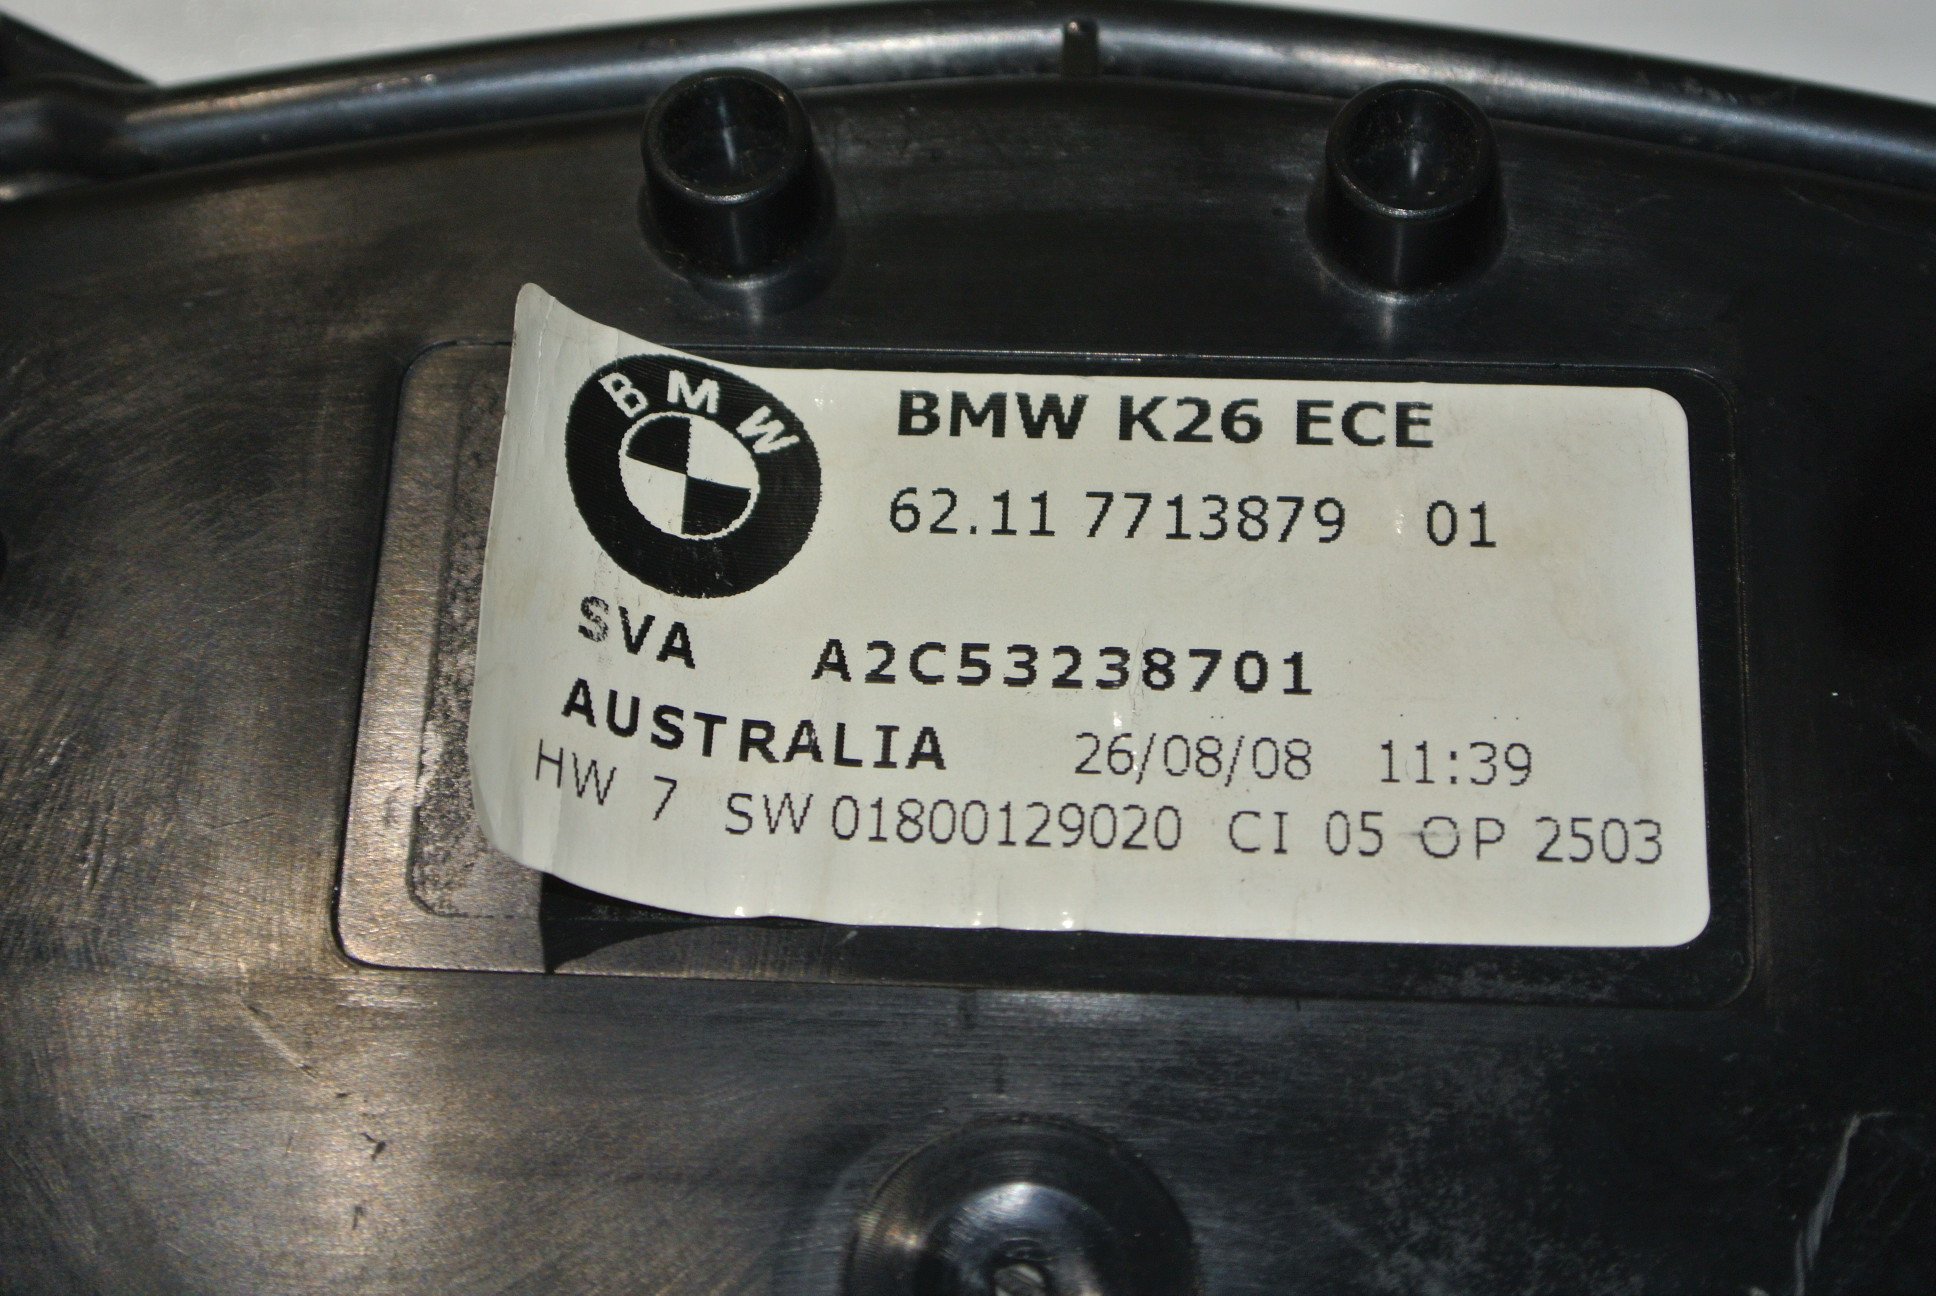 BMW
BMW K26 ECE
62.11 7713879 01
SVA A2C53238701
AUSTRALIA 26/08/08 11:39
HW 7 SW 01800129020 CI 05 OP 2503